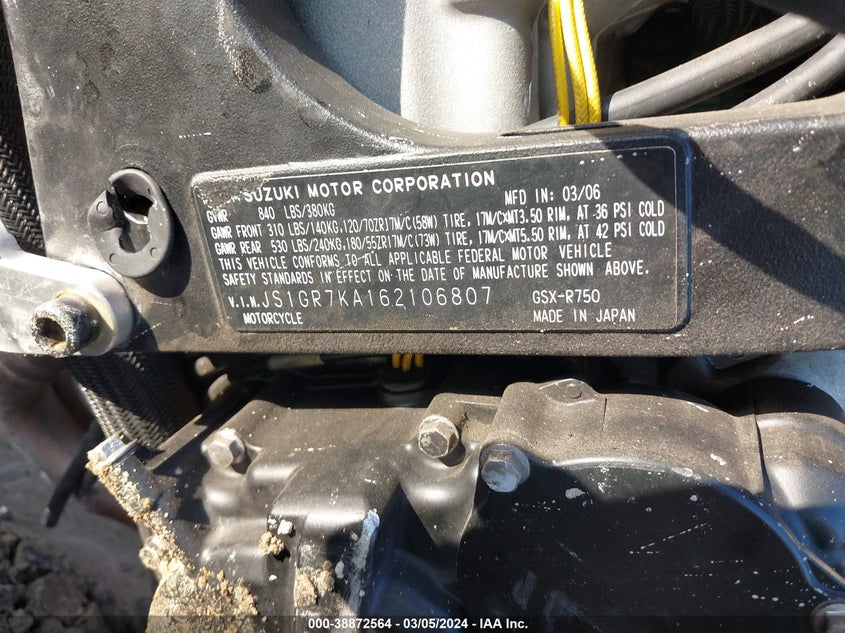 SUZUKI MOTOR CORPORATION
MFD IN: 03/06
GVWR 840 LBS/380KG
GAWR FRONT 310 LBS/140KG,120/70ZR17M/C(58W) TIRE, 17M/C×MT3.50 RIM, AT 36 PSI COLD
GAWR REAR 530 LBS/240KG,180/55ZR17M/C(73W) TIRE, 17M/C×MT5.50 RIM, AT 42 PSI COLD
THIS VEHICLE CONFORMS TO ALL APPLICABLE FEDERAL MOTOR VEHICLE
SAFETY STANDARDS IN EFFECT ON THE DATE OF MANUFACTURE SHOWN ABOVE.
V.I.N. JS1GR7KA162106807 GSX-R750
MOTORCYCLE MADE IN JAPAN
000-38872564 - 03/05/2024 - IAA Inc.